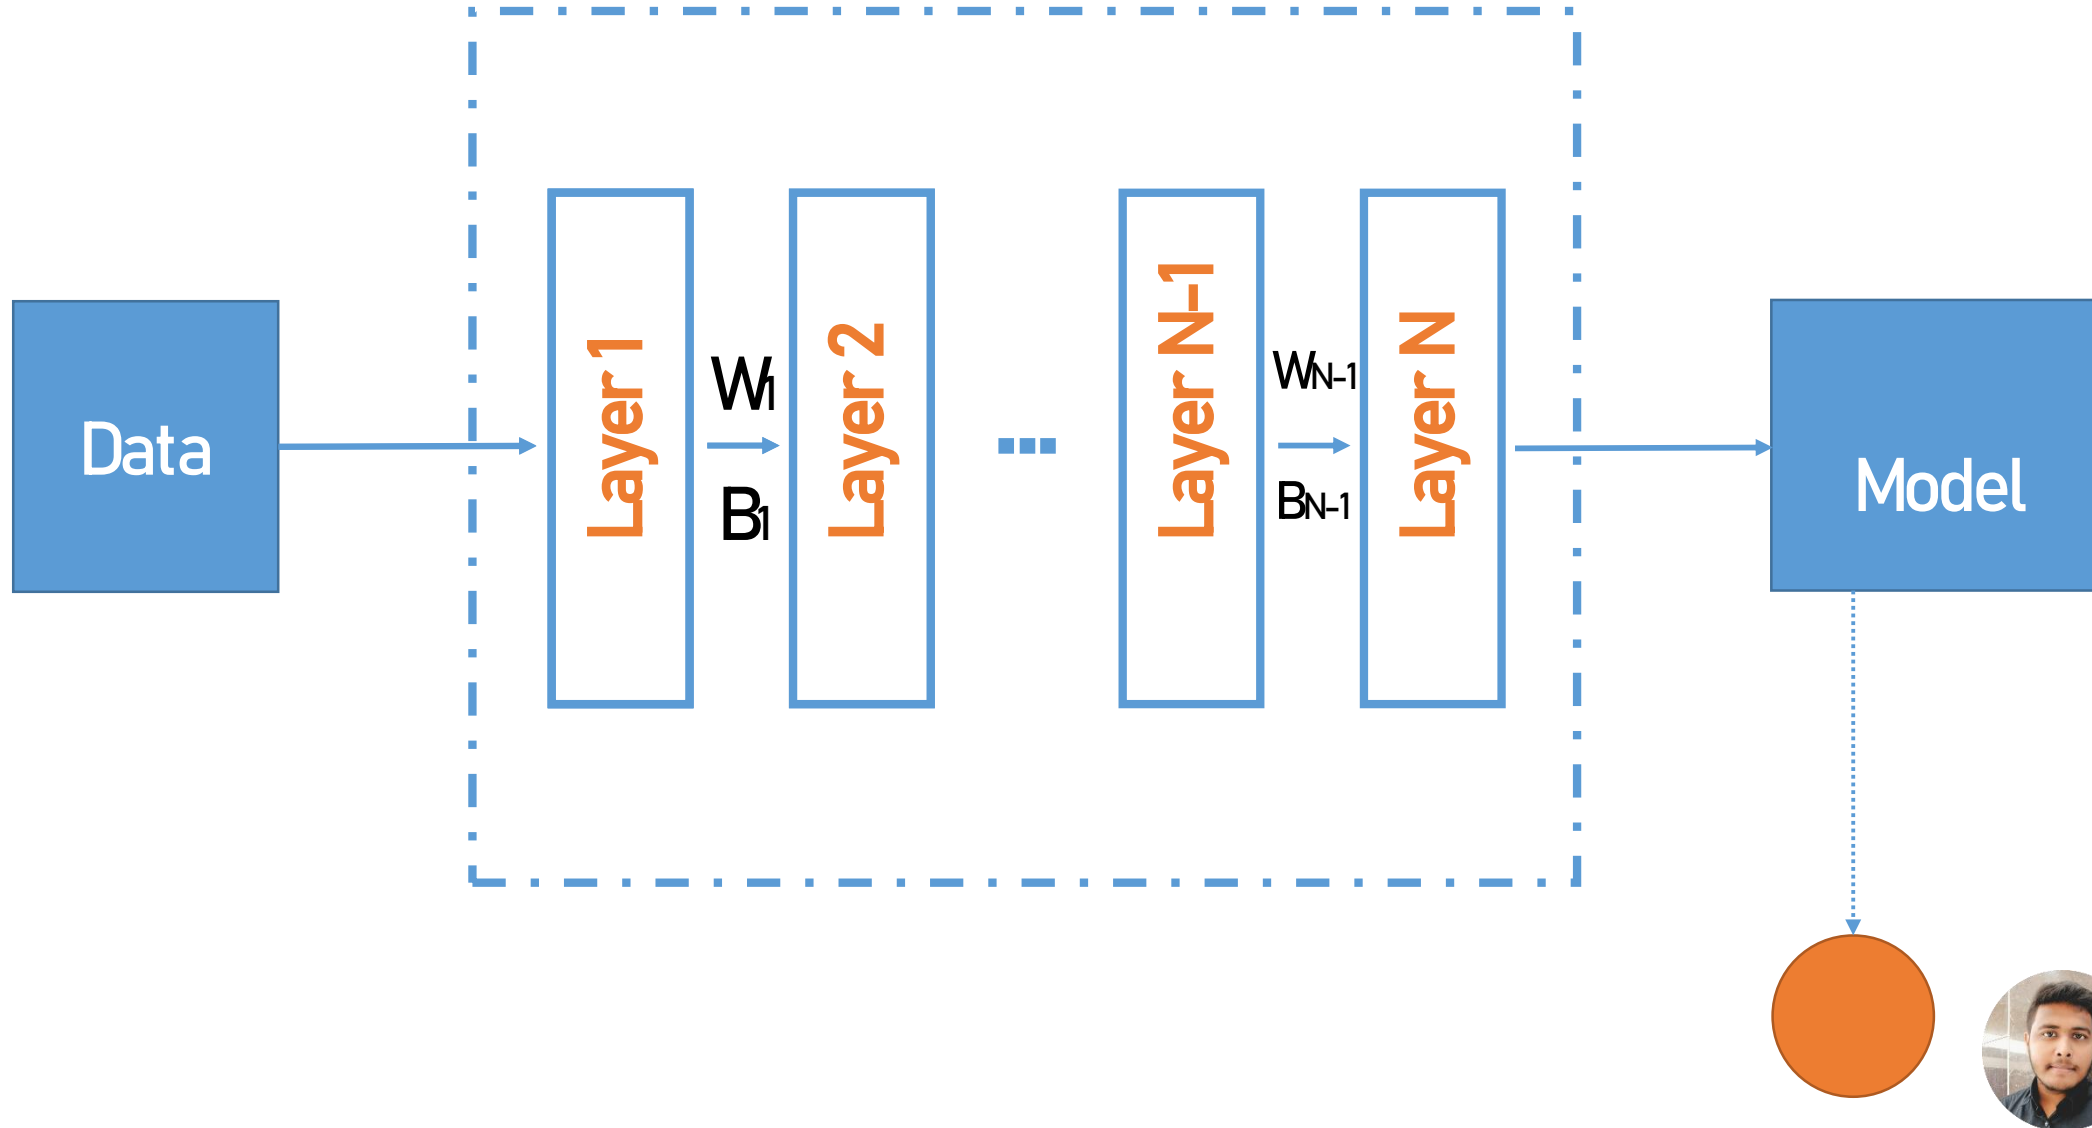 Data
Layer 1
W1
B1
Layer 2
Layer N-1
WN-1
BN-1
Layer N
Model